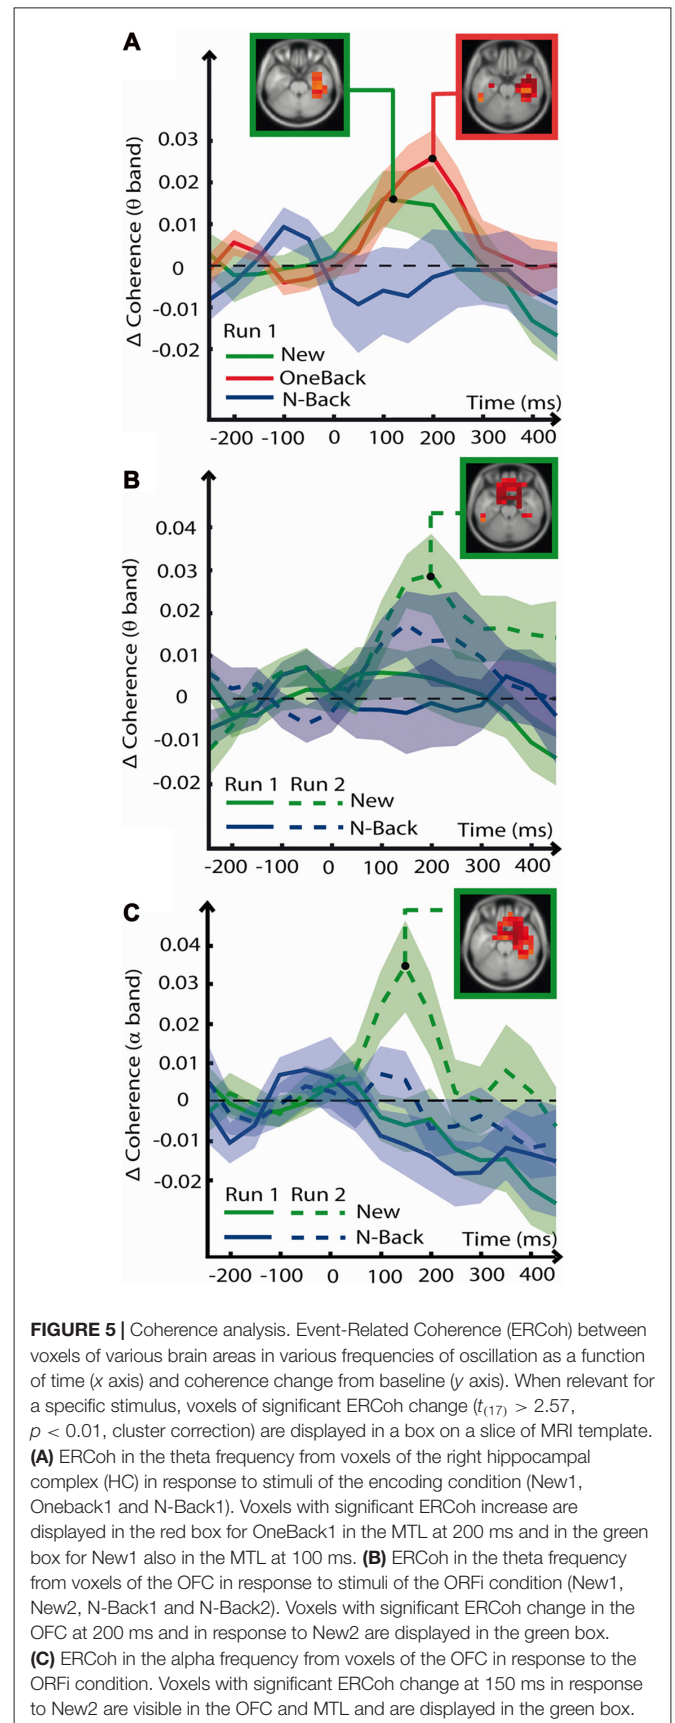 A
Δ Coherence (θ band)
0.03
0.02
0.01
0
-0.01
-0.02
Run 1
New
OneBack
N-Back
Time (ms)
-200 -100 0 100 200 300 400
B
Δ Coherence (θ band)
0.04
0.03
0.02
0.01
0
-0.01
-0.02
Run 1 Run 2
New
N-Back
Time (ms)
-200 -100 0 100 200 300 400
C
Δ Coherence (α band)
0.04
0.03
0.02
0.01
0
-0.01
-0.02
Run 1 Run 2
New
N-Back
Time (ms)
-200 -100 0 100 200 300 400
FIGURE 5 | Coherence analysis. Event-Related Coherence (ERCoh) between
voxels of various brain areas in various frequencies of oscillation as a function
of time (x axis) and coherence change from baseline (y axis). When relevant for
a specific stimulus, voxels of significant ERCoh change (t(17) > 2.57,
p < 0.01, cluster correction) are displayed in a box on a slice of MRI template.
(A) ERCoh in the theta frequency from voxels of the right hippocampal
complex (HC) in response to stimuli of the encoding condition (New1,
Oneback1 and N-Back1). Voxels with significant ERCoh increase are
displayed in the red box for OneBack1 in the MTL at 200 ms and in the green
box for New1 also in the MTL at 100 ms. (B) ERCoh in the theta frequency
from voxels of the OFC in response to stimuli of the ORFi condition (New1,
New2, N-Back1 and N-Back2). Voxels with significant ERCoh change in the
OFC at 200 ms and in response to New2 are displayed in the green box.
(C) ERCoh in the alpha frequency from voxels of the OFC in response to the
ORFi condition. Voxels with significant ERCoh change at 150 ms in response
to New2 are visible in the OFC and MTL and are displayed in the green box.